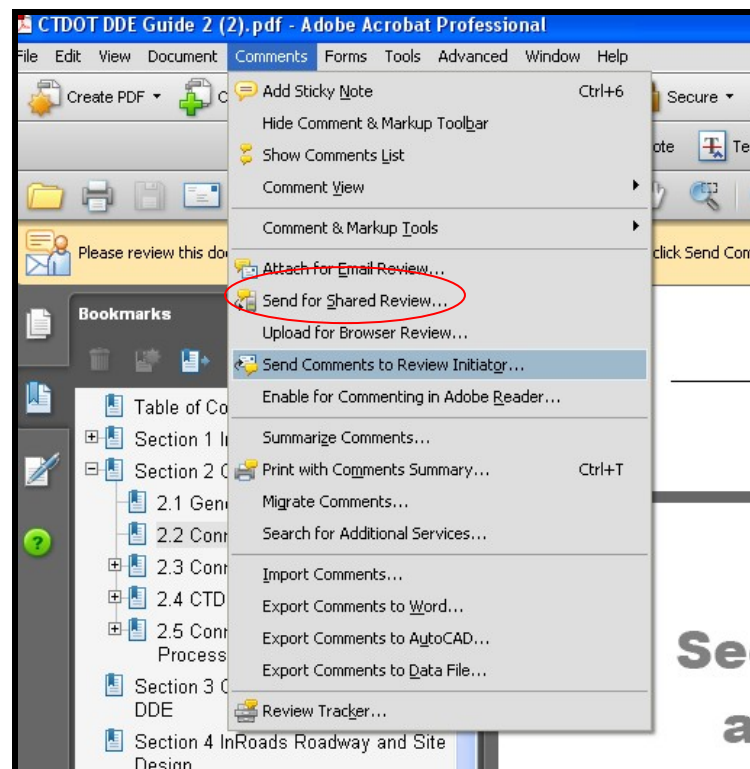 CTDOT DDE Guide 2 (2).pdf - Adobe Acrobat Professional
File Edit View Document Comments Forms Tools Advanced Window Help
Create PDF Secure
Add Sticky Note Ctrl+6
Hide Comment & Markup Toolbar
Show Comments List
Comment View
Comment & Markup Tools
Please review this
click Send
Attach for Email Review...
Send for Shared Review...
Upload for Browser Review...
Send Comments to Review Initiator...
Enable for Commenting in Adobe Reader...
Summarize Comments...
Print with Comments Summary... Ctrl+T
Migrate Comments...
Search for Additional Services...
Import Comments...
Export Comments to Word...
Export Comments to AutoCAD...
Export Comments to Data File...
Review Tracker...
Bookmarks
Table of Co
Section 1 I
Section 2 C
2.1 Gen
2.2 Conn
2.3 Conn
2.4 CTD
2.5 Conn
Process
Section 3 C
DDE
Section 4 InRoads Roadway and Site
Design
Se
a